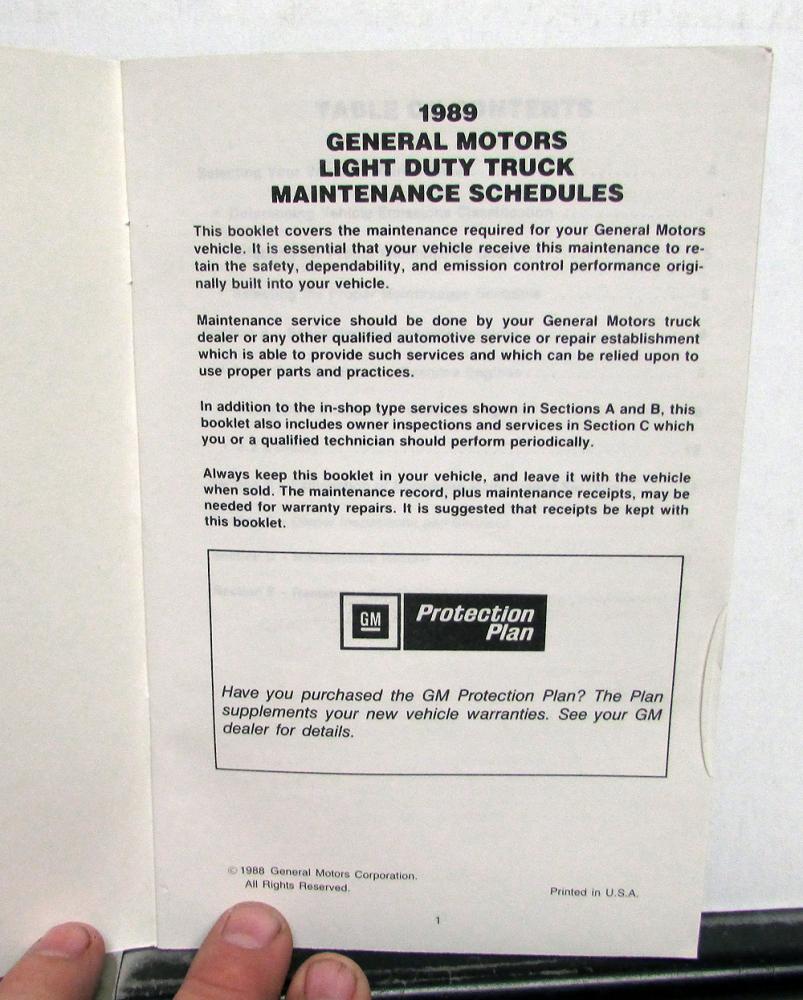 1989
GENERAL MOTORS
LIGHT DUTY TRUCK
MAINTENANCE SCHEDULES
This booklet covers the maintenance required for your General Motors
vehicle. It is essential that your vehicle receive this maintenance to re-
tain the safety, dependability, and emission control performance origi-
nally built into your vehicle.
Maintenance service should be done by your General Motors truck
dealer or any other qualified automotive service or repair establishment
which is able to provide such services and which can be relied upon to
use proper parts and practices.
In addition to the in-shop type services shown in Sections A and B, this
booklet also includes owner inspections and services in Section C which
you or a qualified technician should perform periodically.
Always keep this booklet in your vehicle, and leave it with the vehicle
when sold. The maintenance record, plus maintenance receipts, may be
needed for warranty repairs. It is suggested that receipts be kept with
this booklet.
GM
Protection
Plan
Have you purchased the GM Protection Plan? The Plan
supplements your new vehicle warranties. See your GM
dealer for details.
© 1988 General Motors Corporation.
All Rights Reserved.
Printed in U.S.A.
1